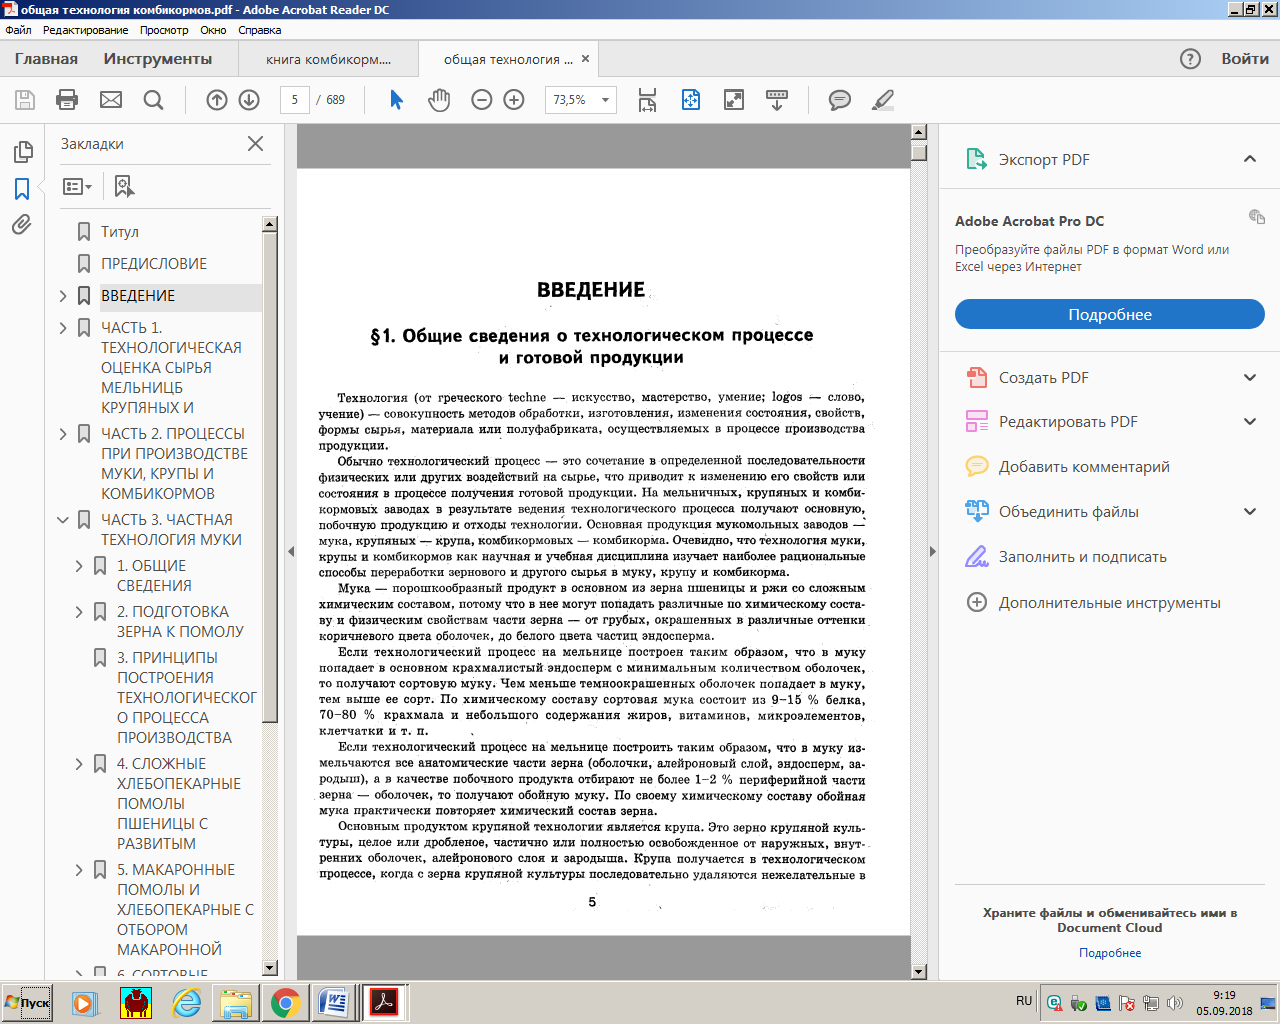 общая технология комбикормов.pdf - Adobe Acrobat Reader DC
Файл Редактирование Просмотр Окно Справка
Главная Инструменты книга комбикорм.... общая технология ... ×
Войти
5 / 689 73,5%
Закладки
Титул
ПРЕДИСЛОВИЕ
ВВЕДЕНИЕ
ЧАСТЬ 1.
ТЕХНОЛОГИЧЕСКАЯ
ОЦЕНКА СЫРЬЯ
МЕЛЬНИЦБ
КРУПЯНЫХ И
ЧАСТЬ 2. ПРОЦЕССЫ
ПРИ ПРОИЗВОДСТВЕ
МУКИ, КРУПЫ И
КОМБИКОРМОВ
ЧАСТЬ 3. ЧАСТНАЯ
ТЕХНОЛОГИЯ МУКИ
1. ОБЩИЕ
СВЕДЕНИЯ
2. ПОДГОТОВКА
ЗЕРНА К ПОМОЛУ
3. ПРИНЦИПЫ
ПОСТРОЕНИЯ
ТЕХНОЛОГИЧЕСКОГ
О ПРОЦЕССА
ПРОИЗВОДСТВА
4. СЛОЖНЫЕ
ХЛЕБОПЕКАРНЫЕ
ПОМОЛЫ
ПШЕНИЦЫ С
РАЗВИТЫМ
5. МАКАРОННЫЕ
ПОМОЛЫ И
ХЛЕБОПЕКАРНЫЕ С
ОТБОРОМ
МАКАРОННОЙ
6. СОРТОВЫЕ
ВВЕДЕНИЕ
§ 1. Общие сведения о технологическом процессе
и готовой продукции
Технология (от греческого techne — искусство, мастерство, умение; logos — слово,
учение) — совокупность методов обработки, изготовления, изменения состояния, свойств,
формы сырья, материала или полуфабриката, осуществляемых в процессе производства
продукции.
Обычно технологический процесс — это сочетание в определенной последовательности
физических или других воздействий на сырье, что приводит к изменению его свойств или
состояния в процессе получения готовой продукции. На мельничных, крупяных и комби-
кормовых заводах в результате ведения технологического процесса получают основную,
побочную продукцию и отходы технологии. Основная продукция мукомольных заводов —
мука, крупяных — крупа, комбикормовых — комбикорма. Очевидно, что технология муки,
крупы и комбикормов как научная и учебная дисциплина изучает наиболее рациональные
способы переработки зернового и другого сырья в муку, крупу и комбикорма.
Мука — порошкообразный продукт в основном из зерна пшеницы и ржи со сложным
химическим составом, потому что в нее могут попадать различные по химическому соста-
ву и физическим свойствам части зерна — от грубых, окрашенных в различные оттенки
коричневого цвета оболочек, до белого цвета частиц эндосперма.
Если технологический процесс на мельнице построен таким образом, что в муку
попадает в основном крахмалистый эндосперм с минимальным количеством оболочек,
то получают сортовую муку. Чем меньше темноокрашенных оболочек попадает в муку,
тем выше ее сорт. По химическому составу сортовая мука состоит из 9–15 % белка,
70–80 % крахмала и небольшого содержания жиров, витаминов, микроэлементов,
клетчатки и т. п.
Если технологический процесс на мельнице построить таким образом, что в муку из-
мельчаются все анатомические части зерна (оболочки, алейроновый слой, эндосперм, за-
родыш), а в качестве побочного продукта отбирают не более 1–2 % периферийной части
зерна — оболочек, то получают обойную муку. По своему химическому составу обойная
мука практически повторяет химический состав зерна.
Основным продуктом крупяной технологии является крупа. Это зерно крупяной куль-
туры, целое или дробленое, частично или полностью освобожденное от наружных, внут-
ренних оболочек, алейронового слоя и зародыша. Крупа получается в технологическом
процессе, когда с зерна крупяной культуры последовательно удаляются нежелательные в
5
Экспорт PDF
Adobe Acrobat Pro DC
Преобразуйте файлы PDF в формат Word или
Excel через Интернет
Подробнее
Создать PDF
Редактировать PDF
Добавить комментарий
Объединить файлы
Заполнить и подписать
Дополнительные инструменты
Храните файлы и обменивайтесь ими в
Document Cloud
Подробнее
Пуск
RU
9:19
05.09.2018